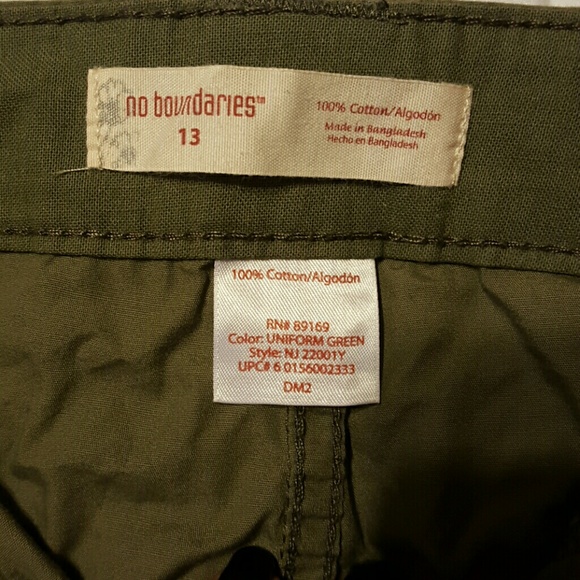 no boundaries™
13
100% Cotton/Algodón
Made in Bangladesh
Hecho en Bangladesh
100% Cotton/Algodón
RN# 89169
Color: UNIFORM GREEN
Style: NJ 22001Y
UPC# 6 0156002333
DM2